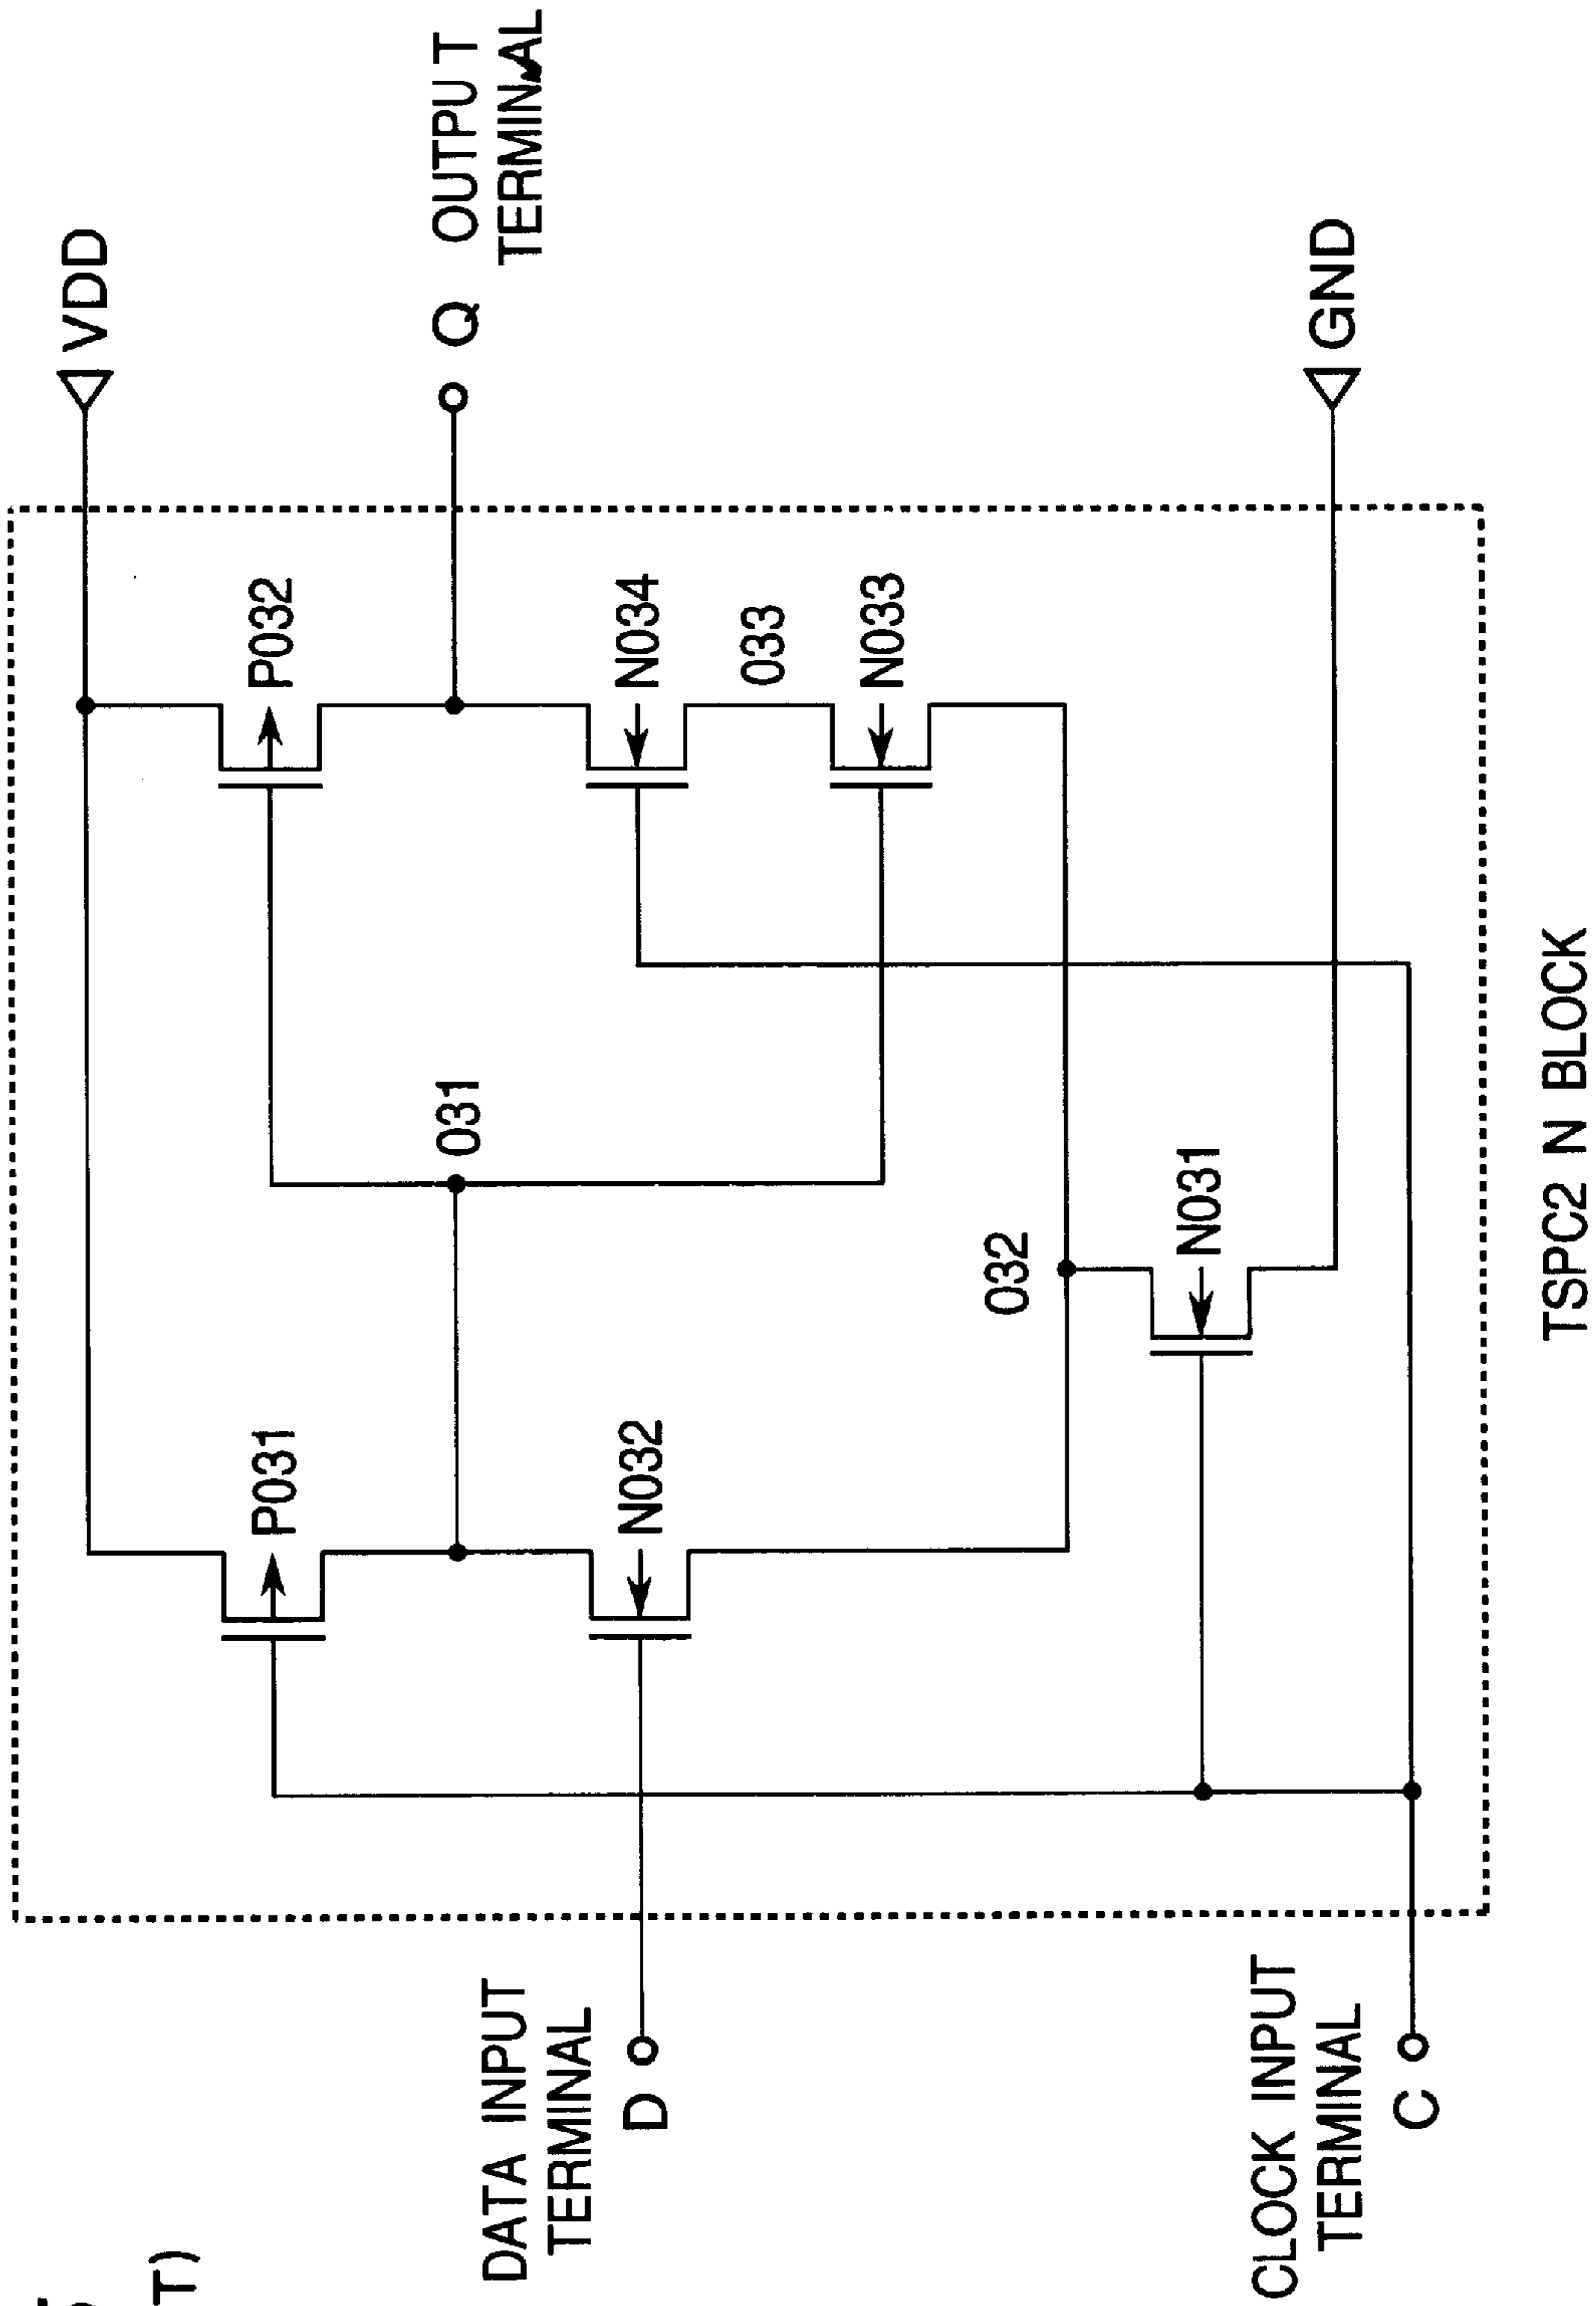 T)
VDD
P031
P032
OUTPUT
TERMINAL
Q
031
DATA INPUT
TERMINAL
D
N032
N034
033
N033
032
N031
CLOCK INPUT
TERMINAL
C
GND
TSPC2 N BLOCK